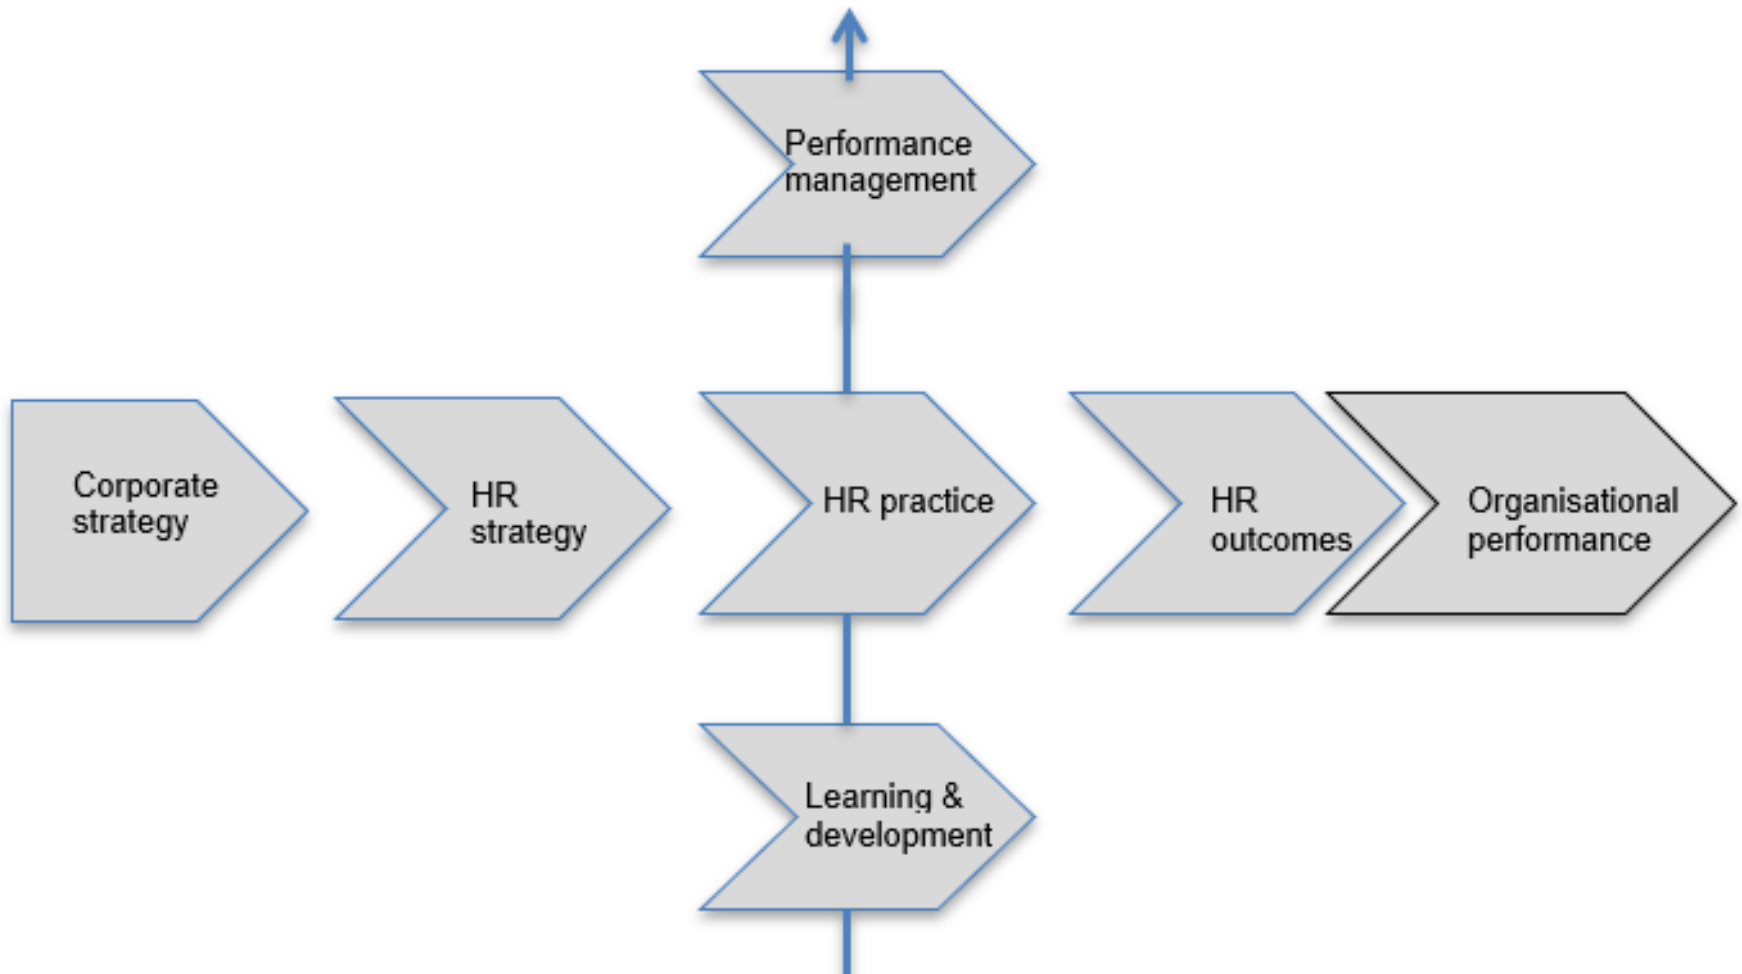 Performance
management
Corporate
strategy
HR
strategy
HR practice
HR
outcomes
Organisational
performance
Learning &
development